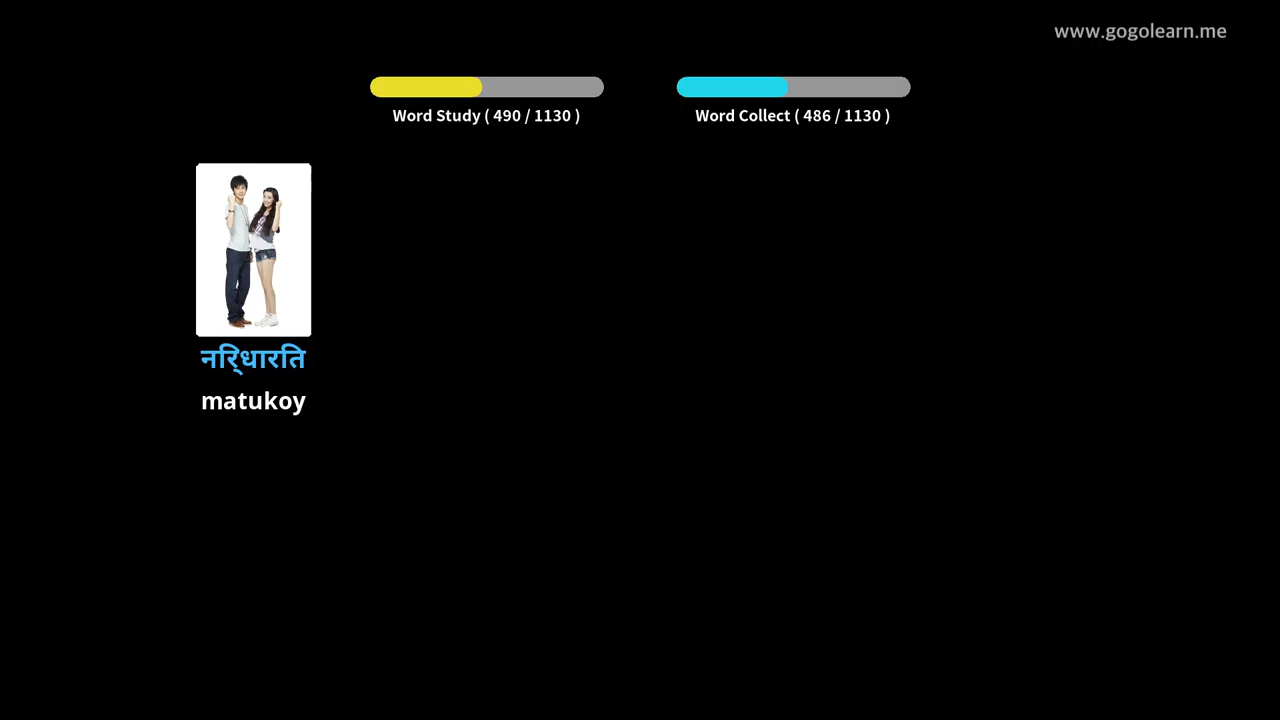 www.gogolearn.me
Word Study ( 490 / 1130 )
Word Collect ( 486 / 1130 )
नरि्धारति
matukoy